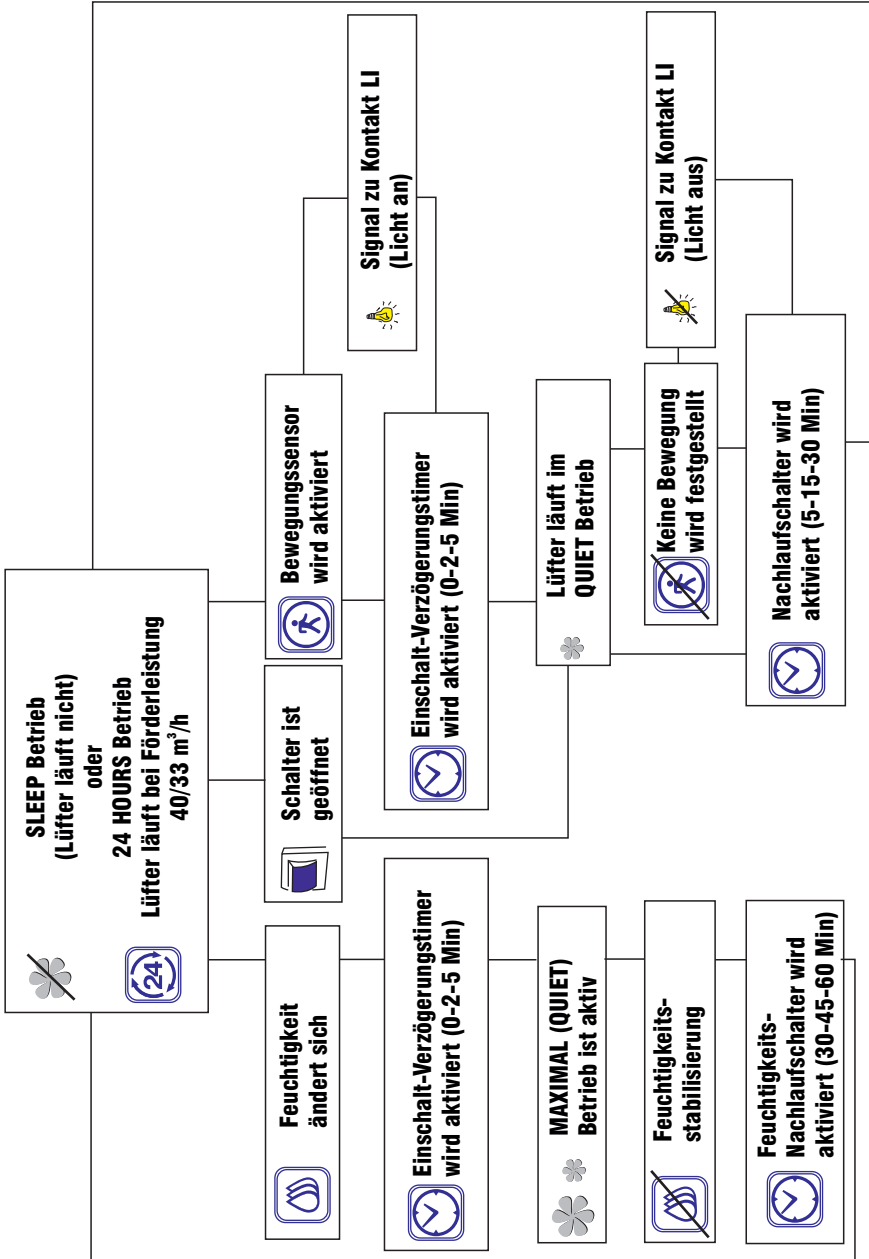 SLEEP Betrieb
(Lüfter läuft nicht)
oder
24 HOURS Betrieb
Lüfter läuft bei Förderleistung
40/33 m³/h
24
Feuchtigkeit
ändert sich
Schalter ist
geöffnet
Bewegungssensor
wird aktiviert
Signal zu Kontakt LI
(Licht an)
Einschalt-Verzögerungstimer
wird aktiviert (0-2-5 Min)
Einschalt-Verzögerungstimer
wird aktiviert (0-2-5 Min)
MAXIMAL (QUIET)
Betrieb ist aktiv
Lüfter läuft im
QUIET Betrieb
Feuchtigkeits-
stabilisierung
Keine Bewegung
wird festgestellt
Signal zu Kontakt LI
(Licht aus)
Feuchtigkeits-
Nachlaufschalter wird
aktiviert (30-45-60 Min)
Nachlaufschalter wird
aktiviert (5-15-30 Min)